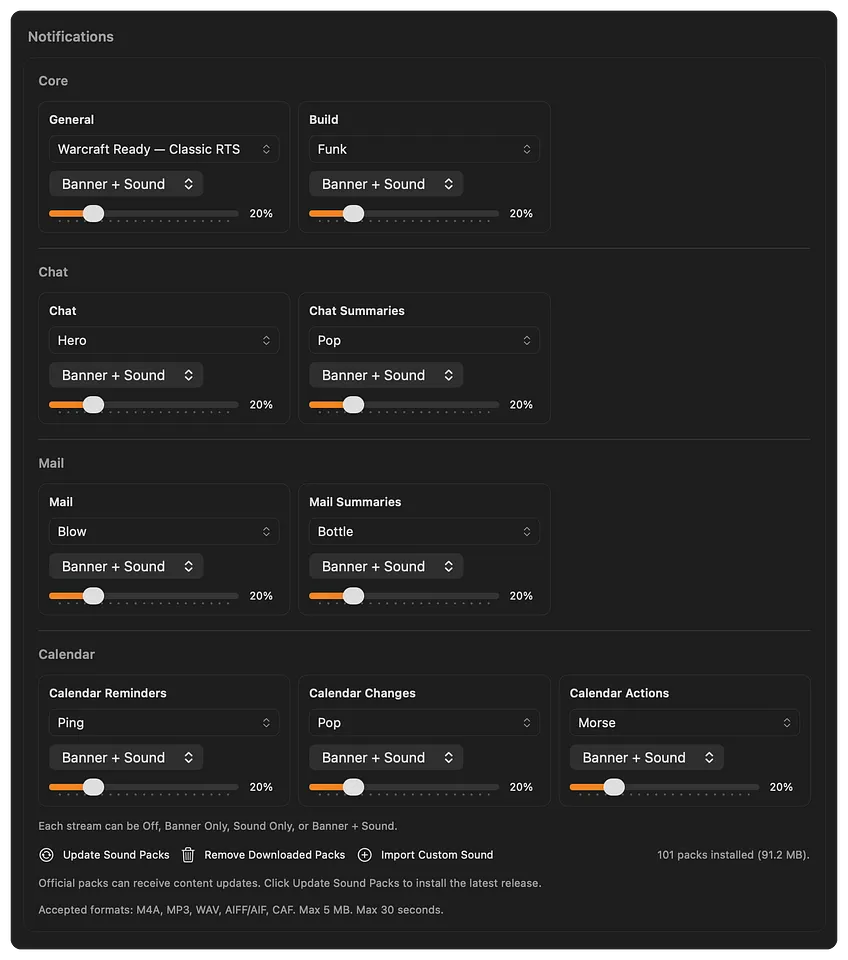 Notifications
Core
General
Build
Warcraft Ready — Classic RTS
Funk
Banner + Sound
Banner + Sound
20%
20%
Chat
Chat
Chat Summaries
Hero
Pop
Banner + Sound
Banner + Sound
20%
20%
Mail
Mail
Mail Summaries
Blow
Bottle
Banner + Sound
Banner + Sound
20%
20%
Calendar
Calendar Reminders
Calendar Changes
Calendar Actions
Ping
Pop
Morse
Banner + Sound
Banner + Sound
Banner + Sound
20%
20%
20%
Each stream can be Off, Banner Only, Sound Only, or Banner + Sound.
Update Sound Packs
Remove Downloaded Packs
Import Custom Sound
101 packs installed (91.2 MB).
Official packs can receive content updates. Click Update Sound Packs to install the latest release.
Accepted formats: M4A, MP3, WAV, AIFF/AIF, CAF. Max 5 MB. Max 30 seconds.